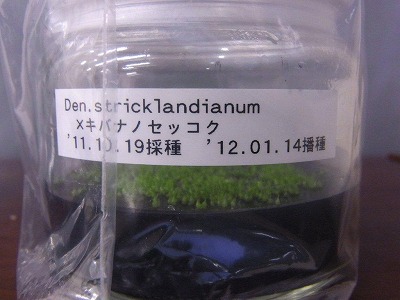 Den.stricklandianum
×キバナノセッコク
'11.10.19採種 '12.01.14播種